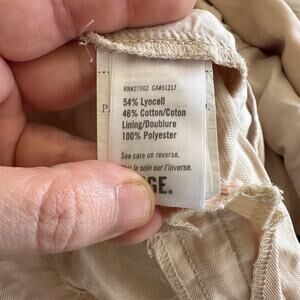 RN#27002 CA#51217
54% Lyocell
46% Cotton/Coton
Lining/Doublure
100% Polyester
See care on reverse.
Voir le soin sur l'inverse.
GE.